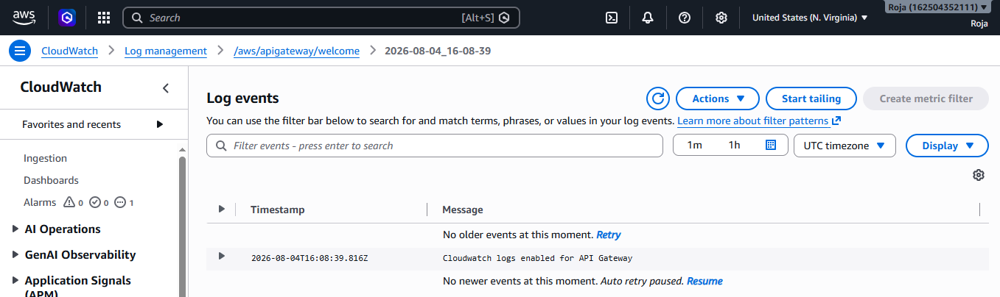 aws
Search [Alt+S]
United States (N. Virginia)
Roja (162504352111)
Roja
CloudWatch
Log management
/aws/apigateway/welcome
2026-08-04_16-08-39
CloudWatch
Favorites and recents
Ingestion
Dashboards
Alarms 0 0 1
AI Operations
GenAI Observability
Application Signals
(APM)
Log events
Actions
Start tailing
Create metric filter
You can use the filter bar below to search for and match terms, phrases, or values in your log events. Learn more about filter patterns
Filter events - press enter to search
1m
1h
UTC timezone
Display
Timestamp
Message
No older events at this moment. Retry
2026-08-04T16:08:39.816Z
Cloudwatch logs enabled for API Gateway
No newer events at this moment. Auto retry paused. Resume